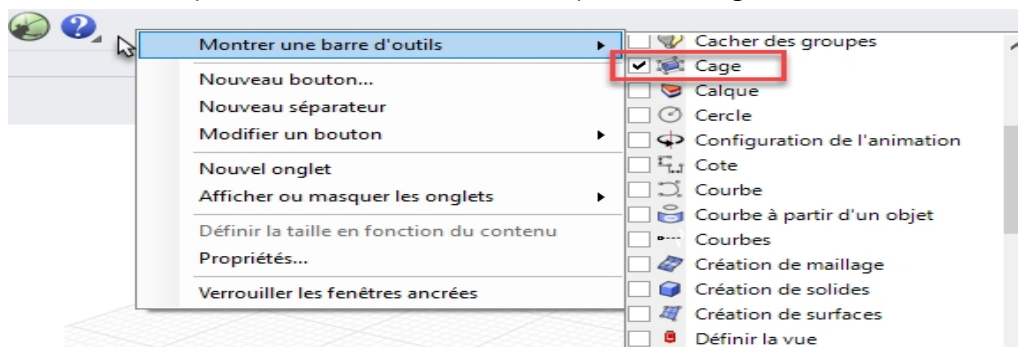 Montrer une barre d'outils
Nouveau bouton...
Nouveau séparateur
Modifier un bouton
Nouvel onglet
Afficher ou masquer les onglets
Définir la taille en fonction du contenu
Propriétés...
Verrouiller les fenêtres ancrées
Cacher des groupes
Cage
Calque
Cercle
Configuration de l'animation
Cote
Courbe
Courbe à partir d'un objet
Courbes
Création de maillage
Création de solides
Création de surfaces
Définir la vue